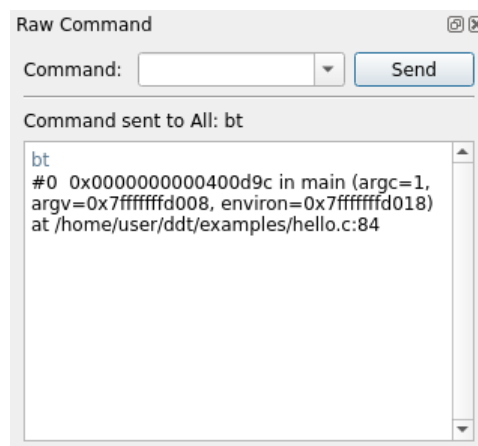 Raw Command
Command:
Send
Command sent to All: bt
bt
#0 0x0000000000400d9c in main (argc=1,
argv=0x7fffffffd008, environ=0x7fffffffd018)
at /home/user/ddt/examples/hello.c:84